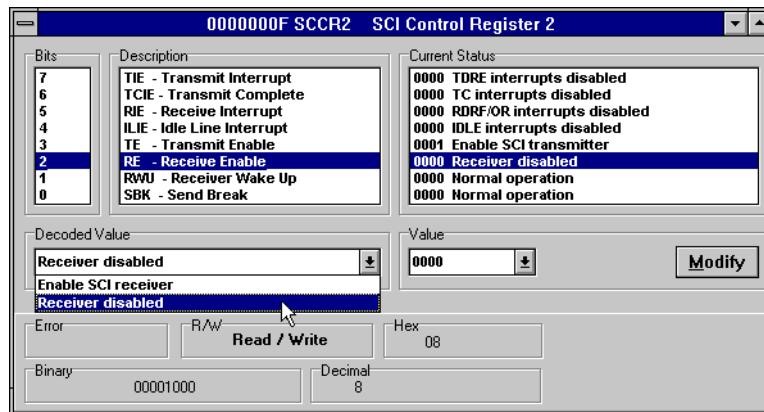 0000000F SCCR2 SCI Control Register 2
Bits
7
6
5
4
3
2
1
0
Description
TIE - Transmit Interrupt
TCIE - Transmit Complete
RIE - Receive Interrupt
ILIE - Idle Line Interrupt
TE - Transmit Enable
RE - Receive Enable
RWU - Receiver Wake Up
SBK - Send Break
Current Status
0000 TDRE interrupts disabled
0000 TC interrupts disabled
0000 RDRF/OR interrupts disabled
0000 IDLE interrupts disabled
0001 Enable SCI transmitter
0000 Receiver disabled
0000 Normal operation
0000 Normal operation
Decoded Value
Receiver disabled
Enable SCI receiver
Receiver disabled
Value
0000
Modify
Error
R/W
Read / Write
Hex
08
Binary
00001000
Decimal
8